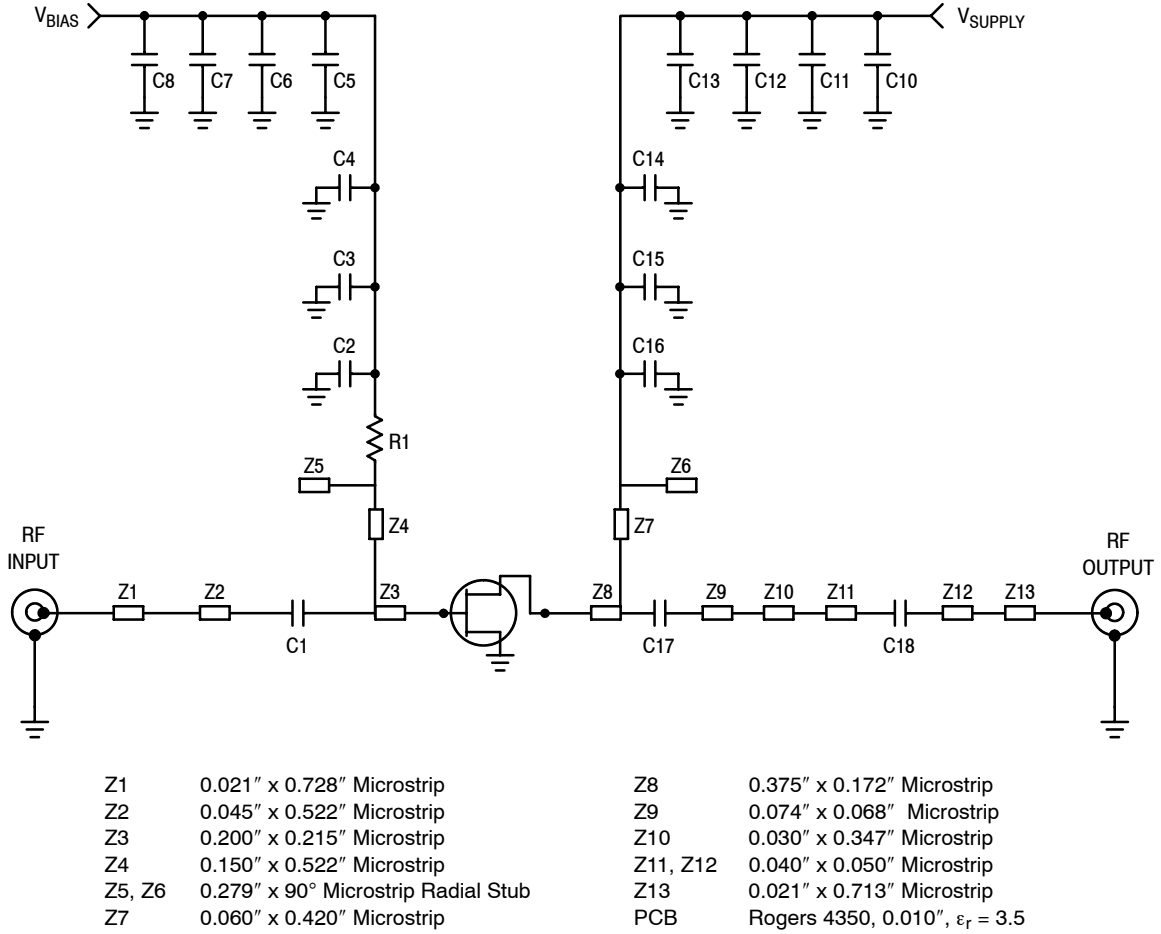 V_BIAS
V_SUPPLY
C8 C7 C6 C5
C13 C12 C11 C10
C4
C14
C3
C15
C2
C16
R1
Z5
Z6
Z4
Z7
RF
INPUT
RF
OUTPUT
Z1 Z2 Z3 Z8 Z9 Z10 Z11 Z12 Z13
C1 C17 C18
Z1 0.021″ x 0.728″ Microstrip
Z2 0.045″ x 0.522″ Microstrip
Z3 0.200″ x 0.215″ Microstrip
Z4 0.150″ x 0.522″ Microstrip
Z5, Z6 0.279″ x 90° Microstrip Radial Stub
Z7 0.060″ x 0.420″ Microstrip
Z8 0.375″ x 0.172″ Microstrip
Z9 0.074″ x 0.068″ Microstrip
Z10 0.030″ x 0.347″ Microstrip
Z11, Z12 0.040″ x 0.050″ Microstrip
Z13 0.021″ x 0.713″ Microstrip
PCB Rogers 4350, 0.010″, εr = 3.5